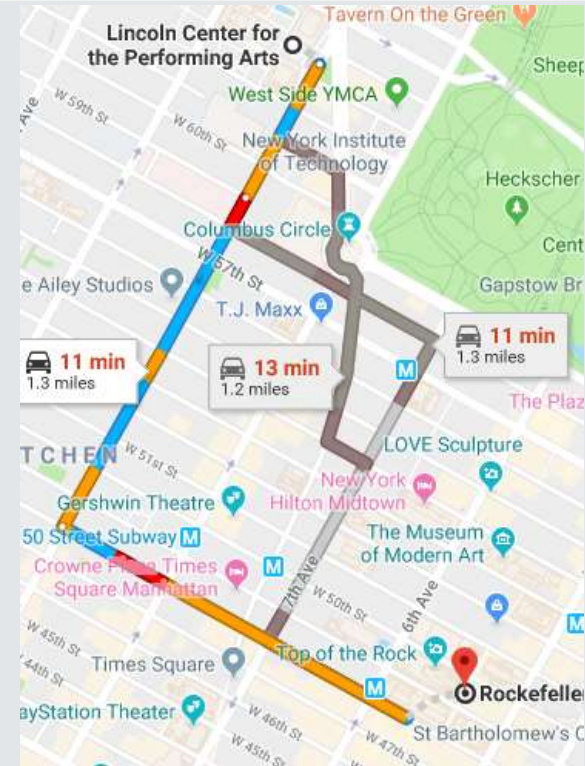 Tavern On the Green
Lincoln Center for
the Performing Arts
Sheep
West Side YMCA
Ave
W 59th St
W 60th St
New York Institute
of Technology
Heckscher
Columbus Circle
Cent
W 57th St
e Ailey Studios
Gapstow Br
T.J. Maxx
11 min
1.3 miles
13 min
1.2 miles
11 min
1.3 miles
M
The Plaz
TCHEN
W 51st St
LOVE Sculpture
New York
Hilton Midtown
Gershwin Theatre
50 Street Subway M
The Museum
of Modern Art
Crowne Plaza Times
Square Manhattan
M
7th Ave
W 50th St
6th Ave
M
W 45th St
44th St
Times Square
Top of the Rock
M
Rockefelle
ayStation Theater
W 46th St
W 45th St
W 47th St
St Bartholomew's C